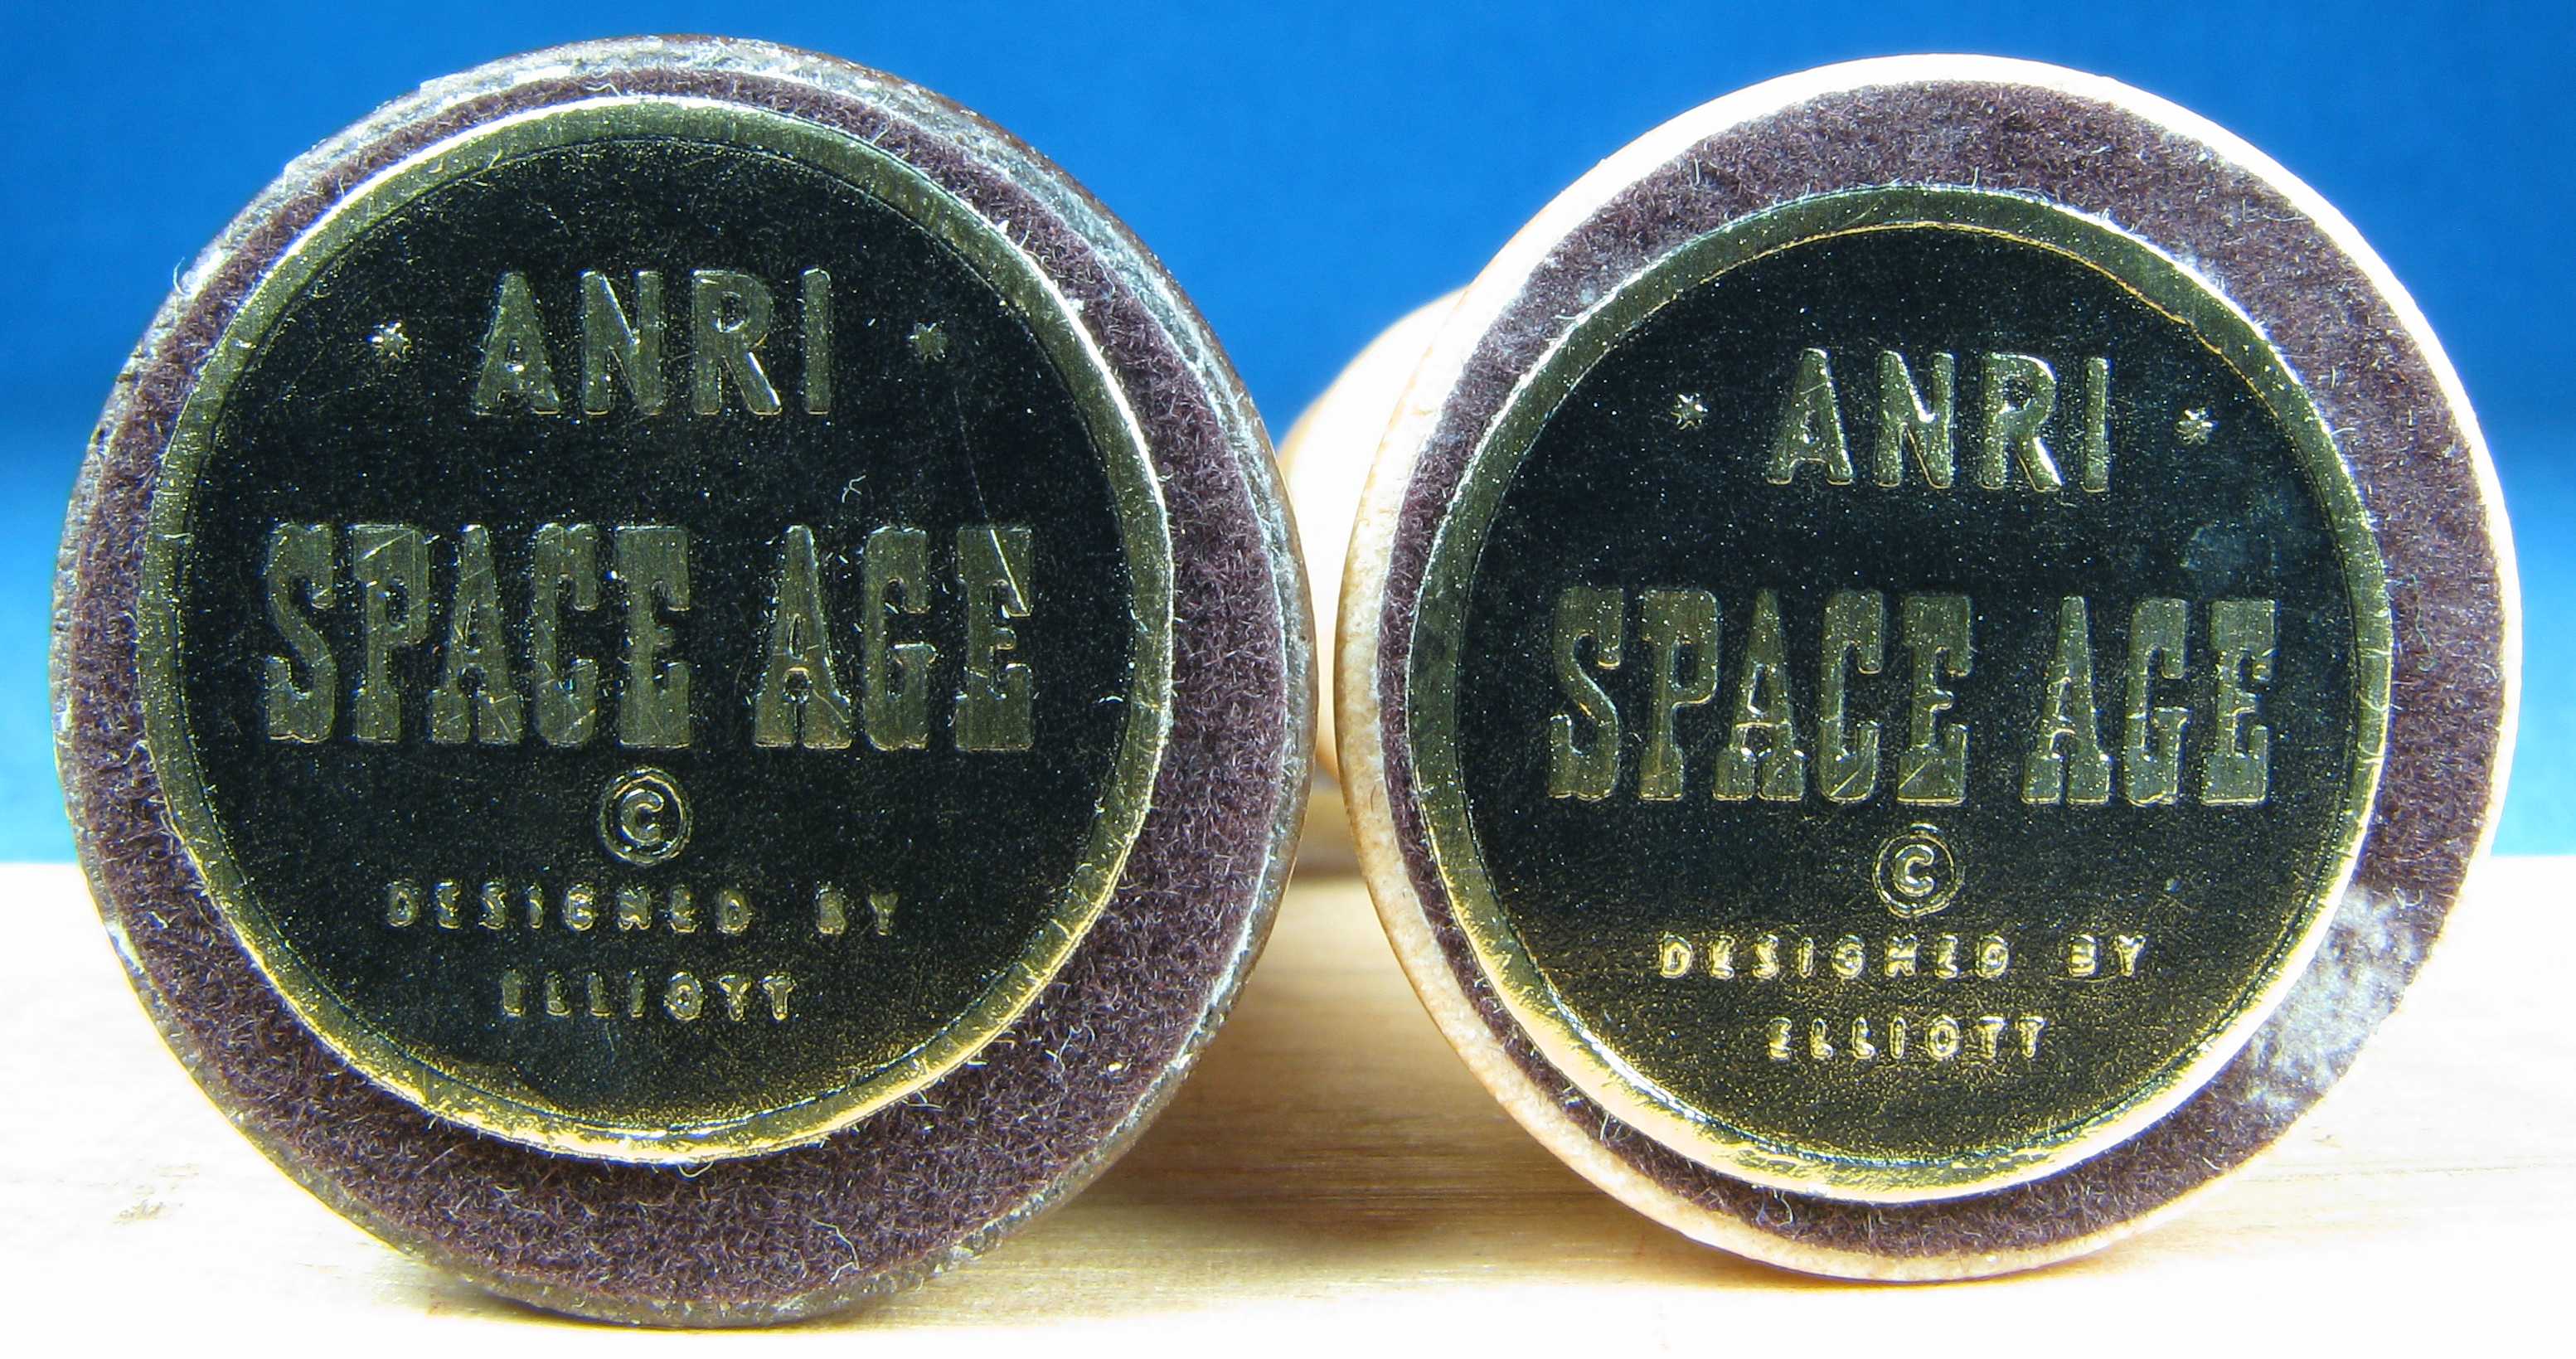 * ANRI *
SPACE AGE
©
DESIGNED BY
ELLIOTT
* ANRI *
SPACE AGE
©
DESIGNED BY
ELLIOTT